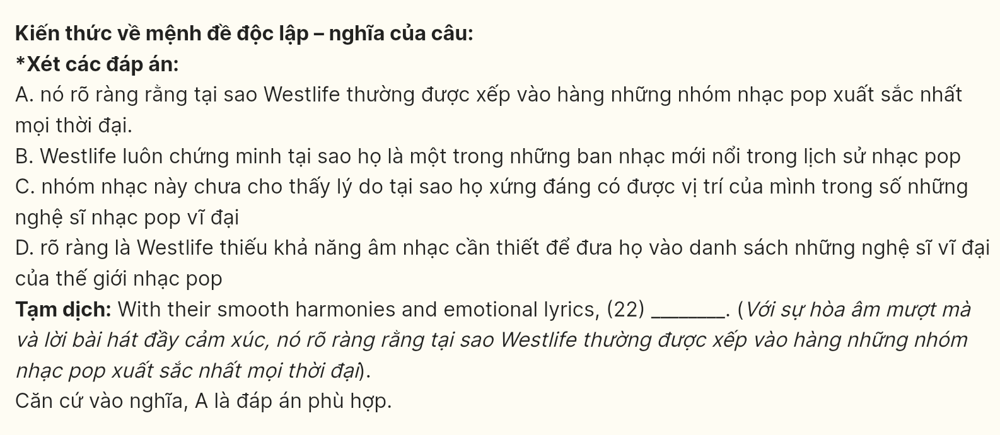 Kiến thức về mệnh đề độc lập – nghĩa của câu:
*Xét các đáp án:
A. nó rõ ràng rằng tại sao Westlife thường được xếp vào hàng những nhóm nhạc pop xuất sắc nhất
mọi thời đại.
B. Westlife luôn chứng minh tại sao họ là một trong những ban nhạc mới nổi trong lịch sử nhạc pop
C. nhóm nhạc này chưa cho thấy lý do tại sao họ xứng đáng có được vị trí của mình trong số những
nghệ sĩ nhạc pop vĩ đại
D. rõ ràng là Westlife thiếu khả năng âm nhạc cần thiết để đưa họ vào danh sách những nghệ sĩ vĩ đại
của thế giới nhạc pop
Tạm dịch: With their smooth harmonies and emotional lyrics, (22) ________. (Với sự hòa âm mượt mà
và lời bài hát đầy cảm xúc, nó rõ ràng rằng tại sao Westlife thường được xếp vào hàng những nhóm
nhạc pop xuất sắc nhất mọi thời đại).
Căn cứ vào nghĩa, A là đáp án phù hợp.